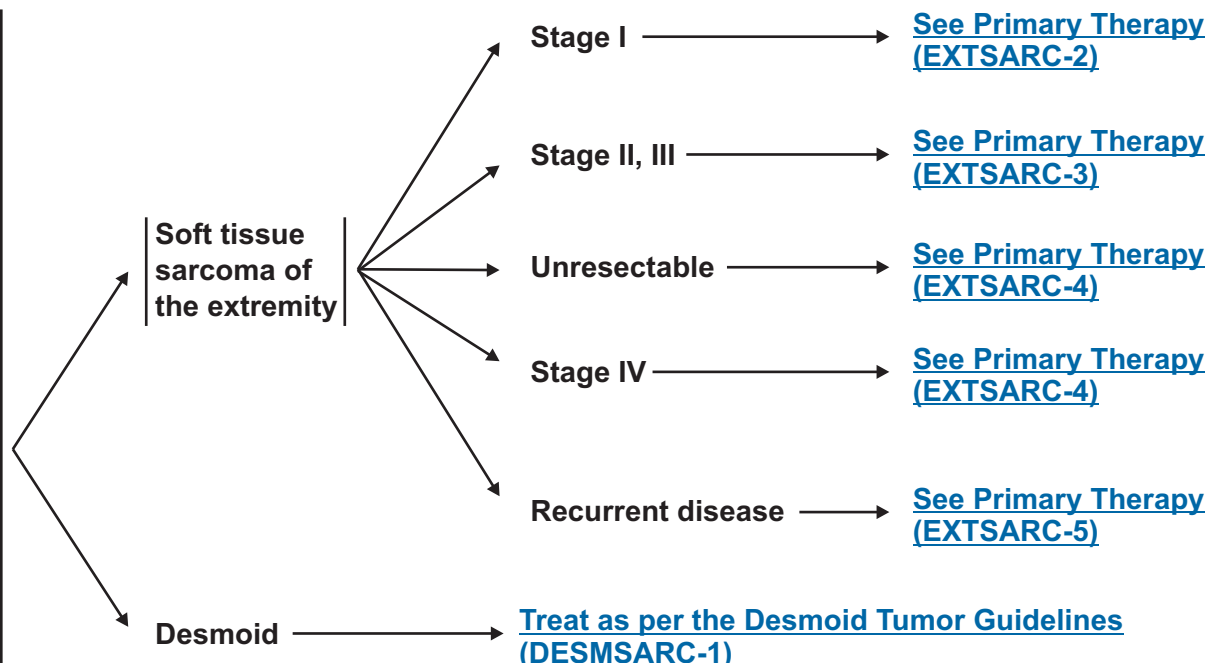 Stage I
See Primary Therapy
(EXTSARC-2)
Stage II, III
See Primary Therapy
(EXTSARC-3)
Soft tissue
sarcoma of
the extremity
Unresectable
See Primary Therapy
(EXTSARC-4)
Stage IV
See Primary Therapy
(EXTSARC-4)
Recurrent disease
See Primary Therapy
(EXTSARC-5)
Desmoid
Treat as per the Desmoid Tumor Guidelines
(DESMSARC-1)